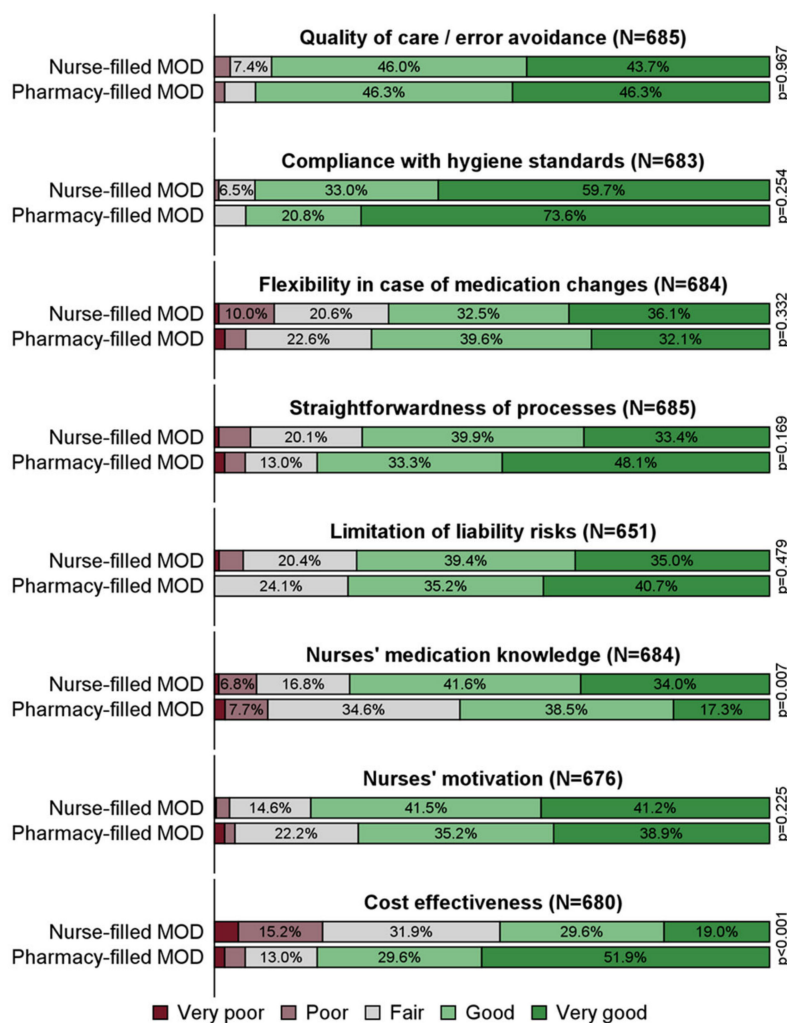 Quality of care / error avoidance (N=685)
Nurse-filled MOD 7.4% 46.0% 43.7%
Pharmacy-filled MOD 46.3% 46.3%
p=0.967
Compliance with hygiene standards (N=683)
Nurse-filled MOD 6.5% 33.0% 59.7%
Pharmacy-filled MOD 20.8% 73.6%
p=0.254
Flexibility in case of medication changes (N=684)
Nurse-filled MOD 10.0% 20.6% 32.5% 36.1%
Pharmacy-filled MOD 22.6% 39.6% 32.1%
p=0.332
Straightforwardness of processes (N=685)
Nurse-filled MOD 20.1% 39.9% 33.4%
Pharmacy-filled MOD 13.0% 33.3% 48.1%
p=0.169
Limitation of liability risks (N=651)
Nurse-filled MOD 20.4% 39.4% 35.0%
Pharmacy-filled MOD 24.1% 35.2% 40.7%
p=0.479
Nurses' medication knowledge (N=684)
Nurse-filled MOD 6.8% 16.8% 41.6% 34.0%
Pharmacy-filled MOD 7.7% 34.6% 38.5% 17.3%
p=0.007
Nurses' motivation (N=676)
Nurse-filled MOD 14.6% 41.5% 41.2%
Pharmacy-filled MOD 22.2% 35.2% 38.9%
p=0.225
Cost effectiveness (N=680)
Nurse-filled MOD 15.2% 31.9% 29.6% 19.0%
Pharmacy-filled MOD 13.0% 29.6% 51.9%
p<0.001
Very poor Poor Fair Good Very good